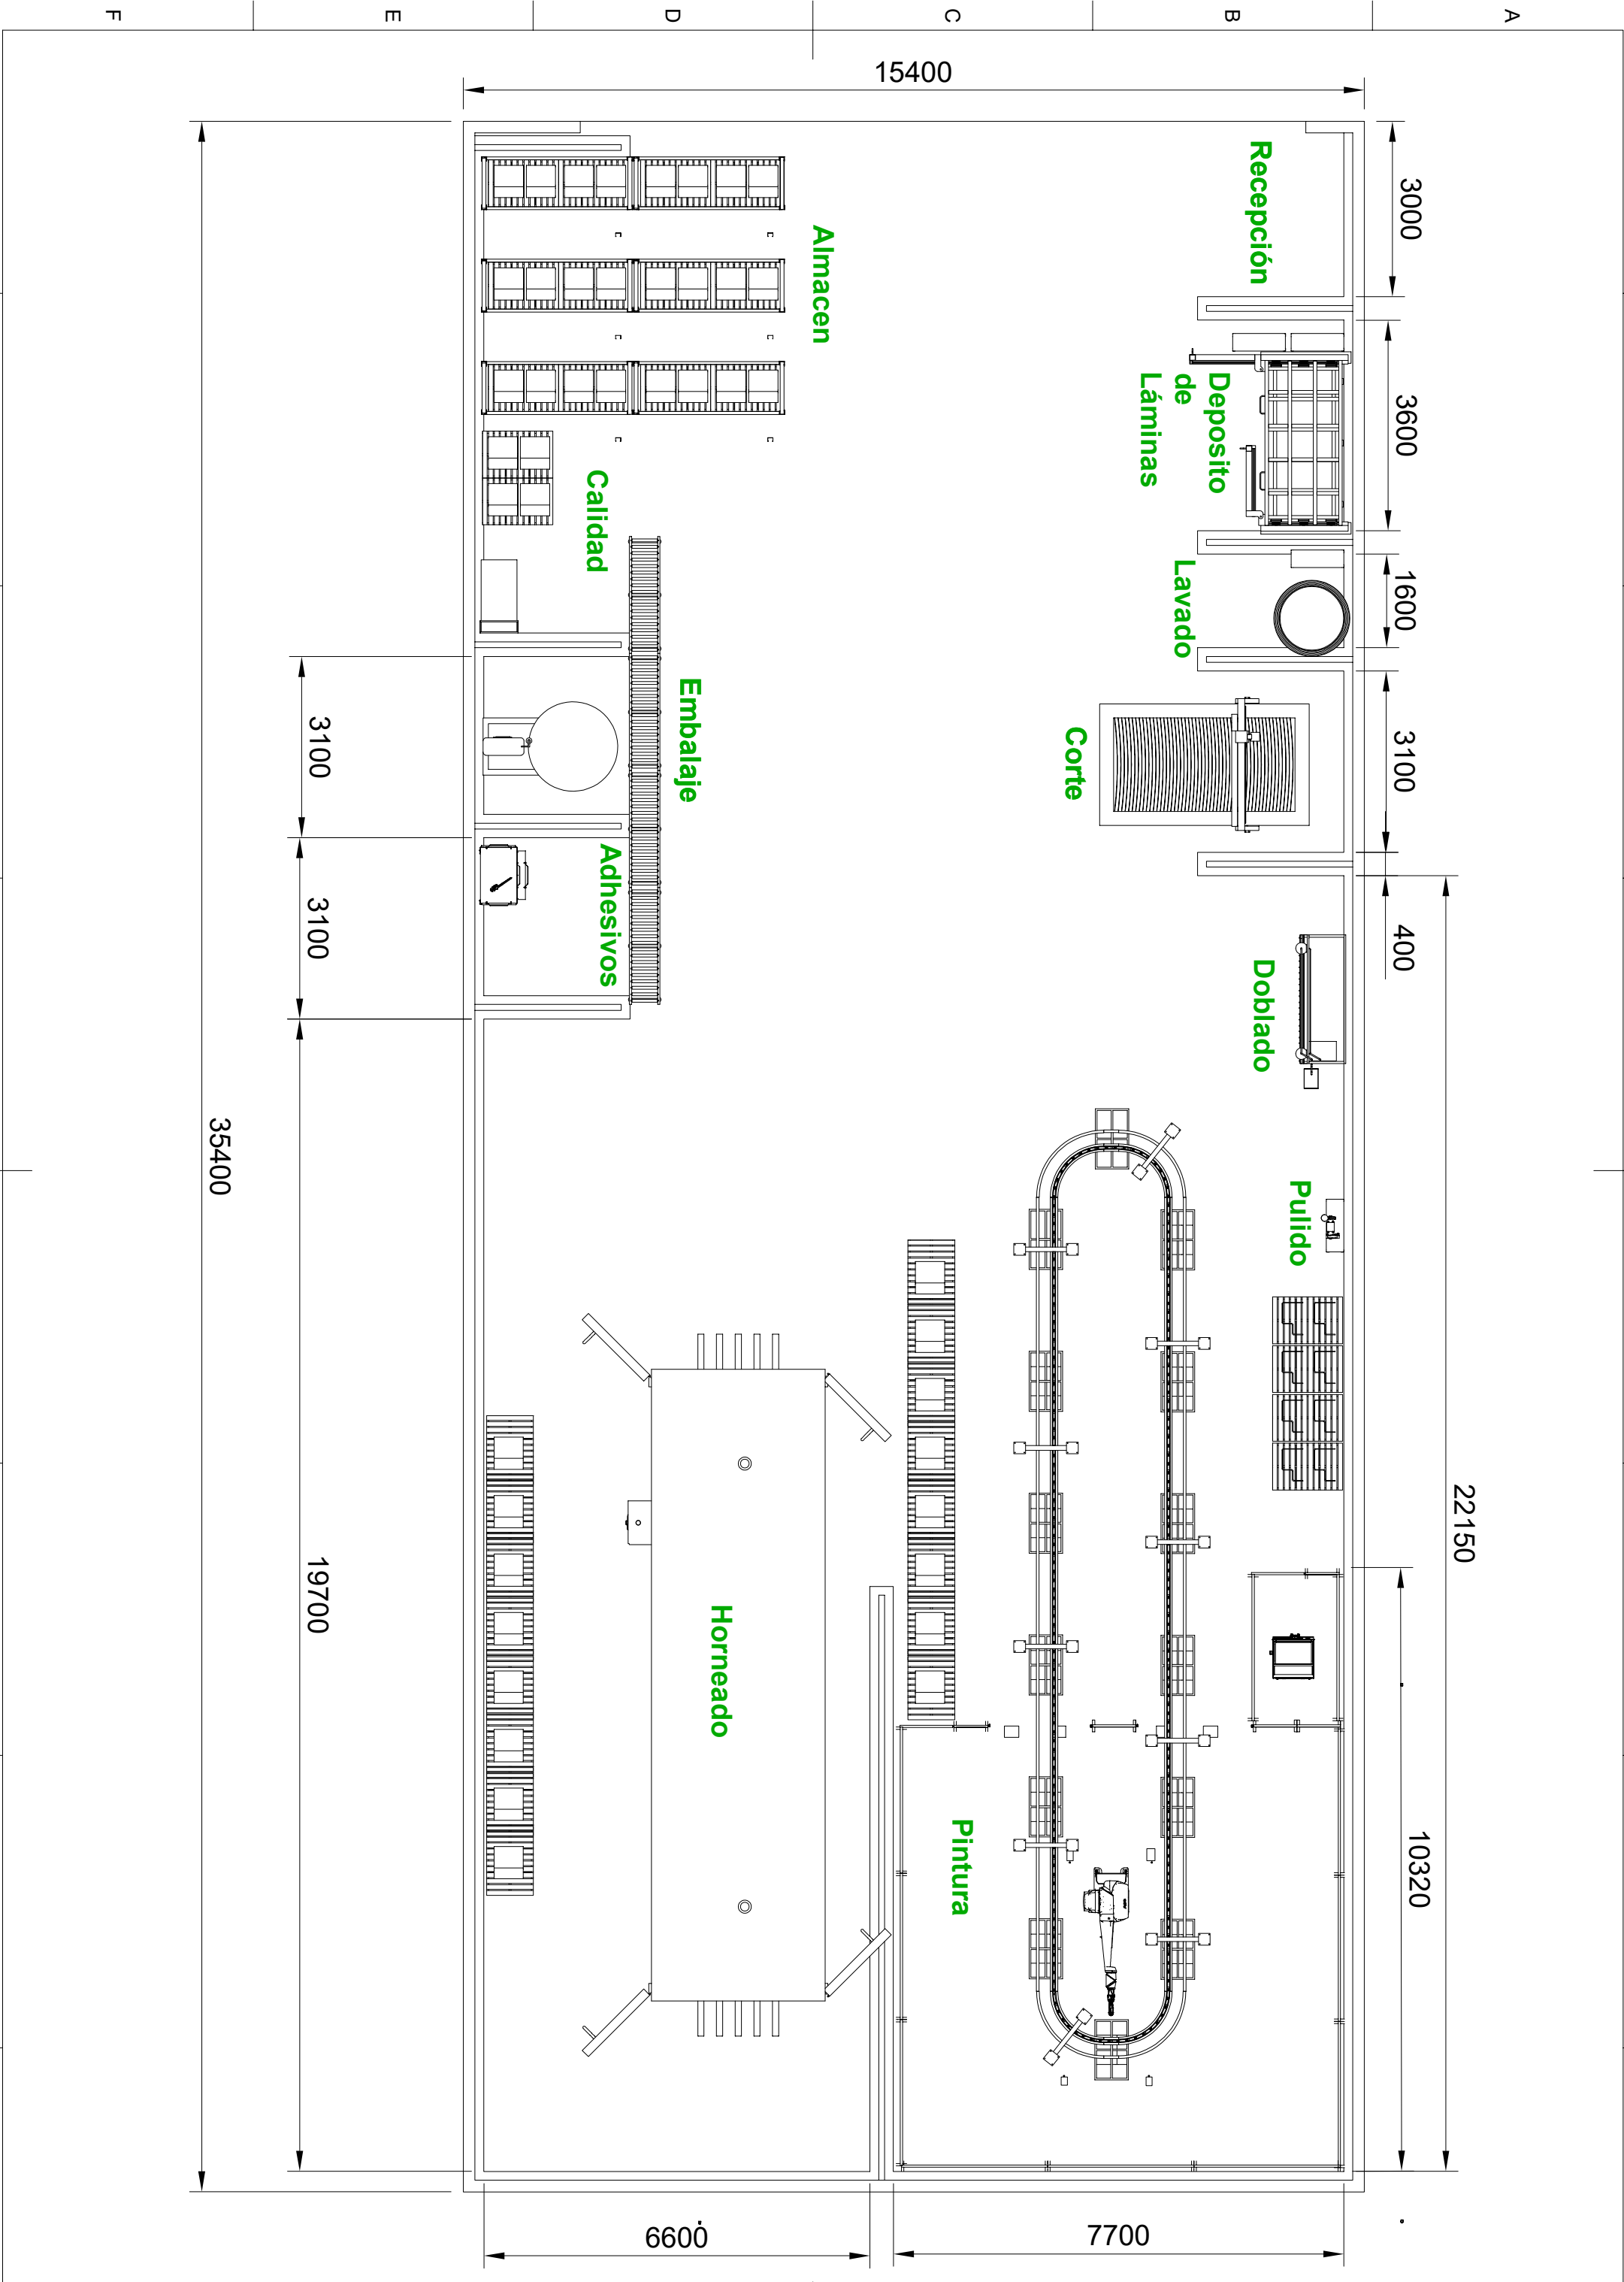 F
E
D
C
B
A
15400
Recepción
3000
Almacen
Deposito
de
Láminas
3600
Calidad
Lavado
1600
Embalaje
3100
Corte
3100
Adhesivos
3100
400
Doblado
35400
Pulido
22150
19700
Horneado
Pintura
10320
6600
7700